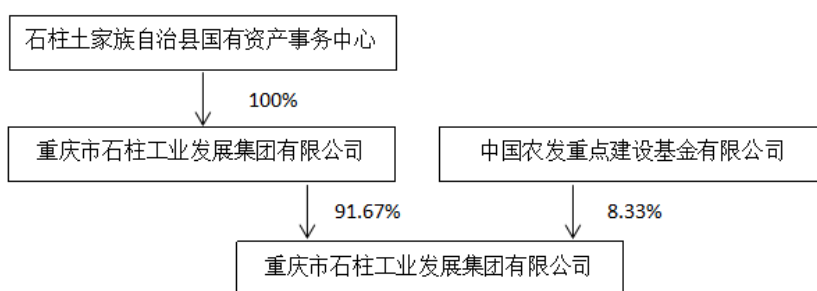 石柱土家族自治县国有资产事务中心
100%
重庆市石柱工业发展集团有限公司
中国农发重点建设基金有限公司
91.67%
8.33%
重庆市石柱工业发展集团有限公司